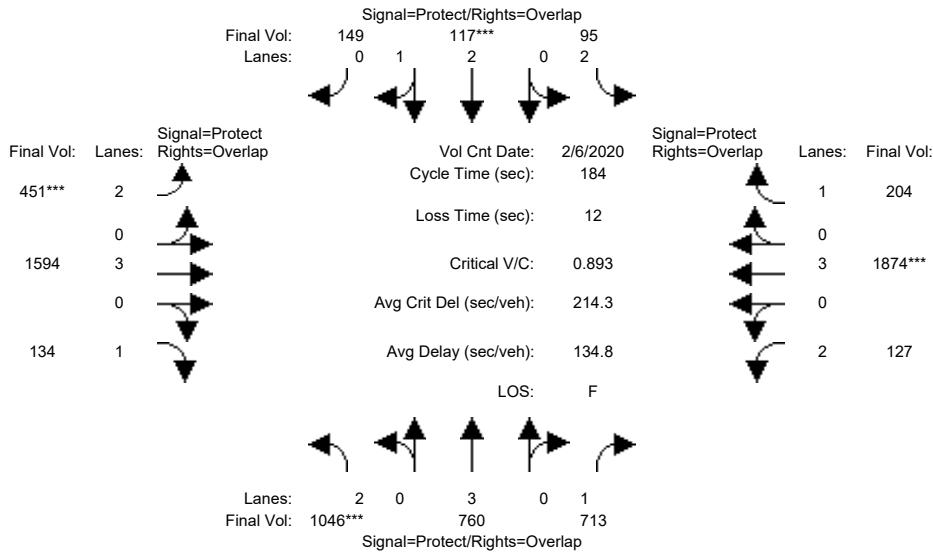 Signal=Protect/Rights=Overlap
Final Vol: 149 117*** 95
Lanes: 0 1 2 0 2
Signal=Protect
Final Vol: Lanes: Rights=Overlap
Vol Cnt Date: 2/6/2020
Signal=Protect
Rights=Overlap Lanes: Final Vol:
Cycle Time (sec): 184
451*** 2
1 204
Loss Time (sec): 12
0
0
1594 3
Critical V/C: 0.893
3 1874***
0
Avg Crit Del (sec/veh): 214.3
0
134 1
Avg Delay (sec/veh): 134.8
2 127
LOS: F
Lanes: 2 0 3 0 1
Final Vol: 1046*** 760 713
Signal=Protect/Rights=Overlap